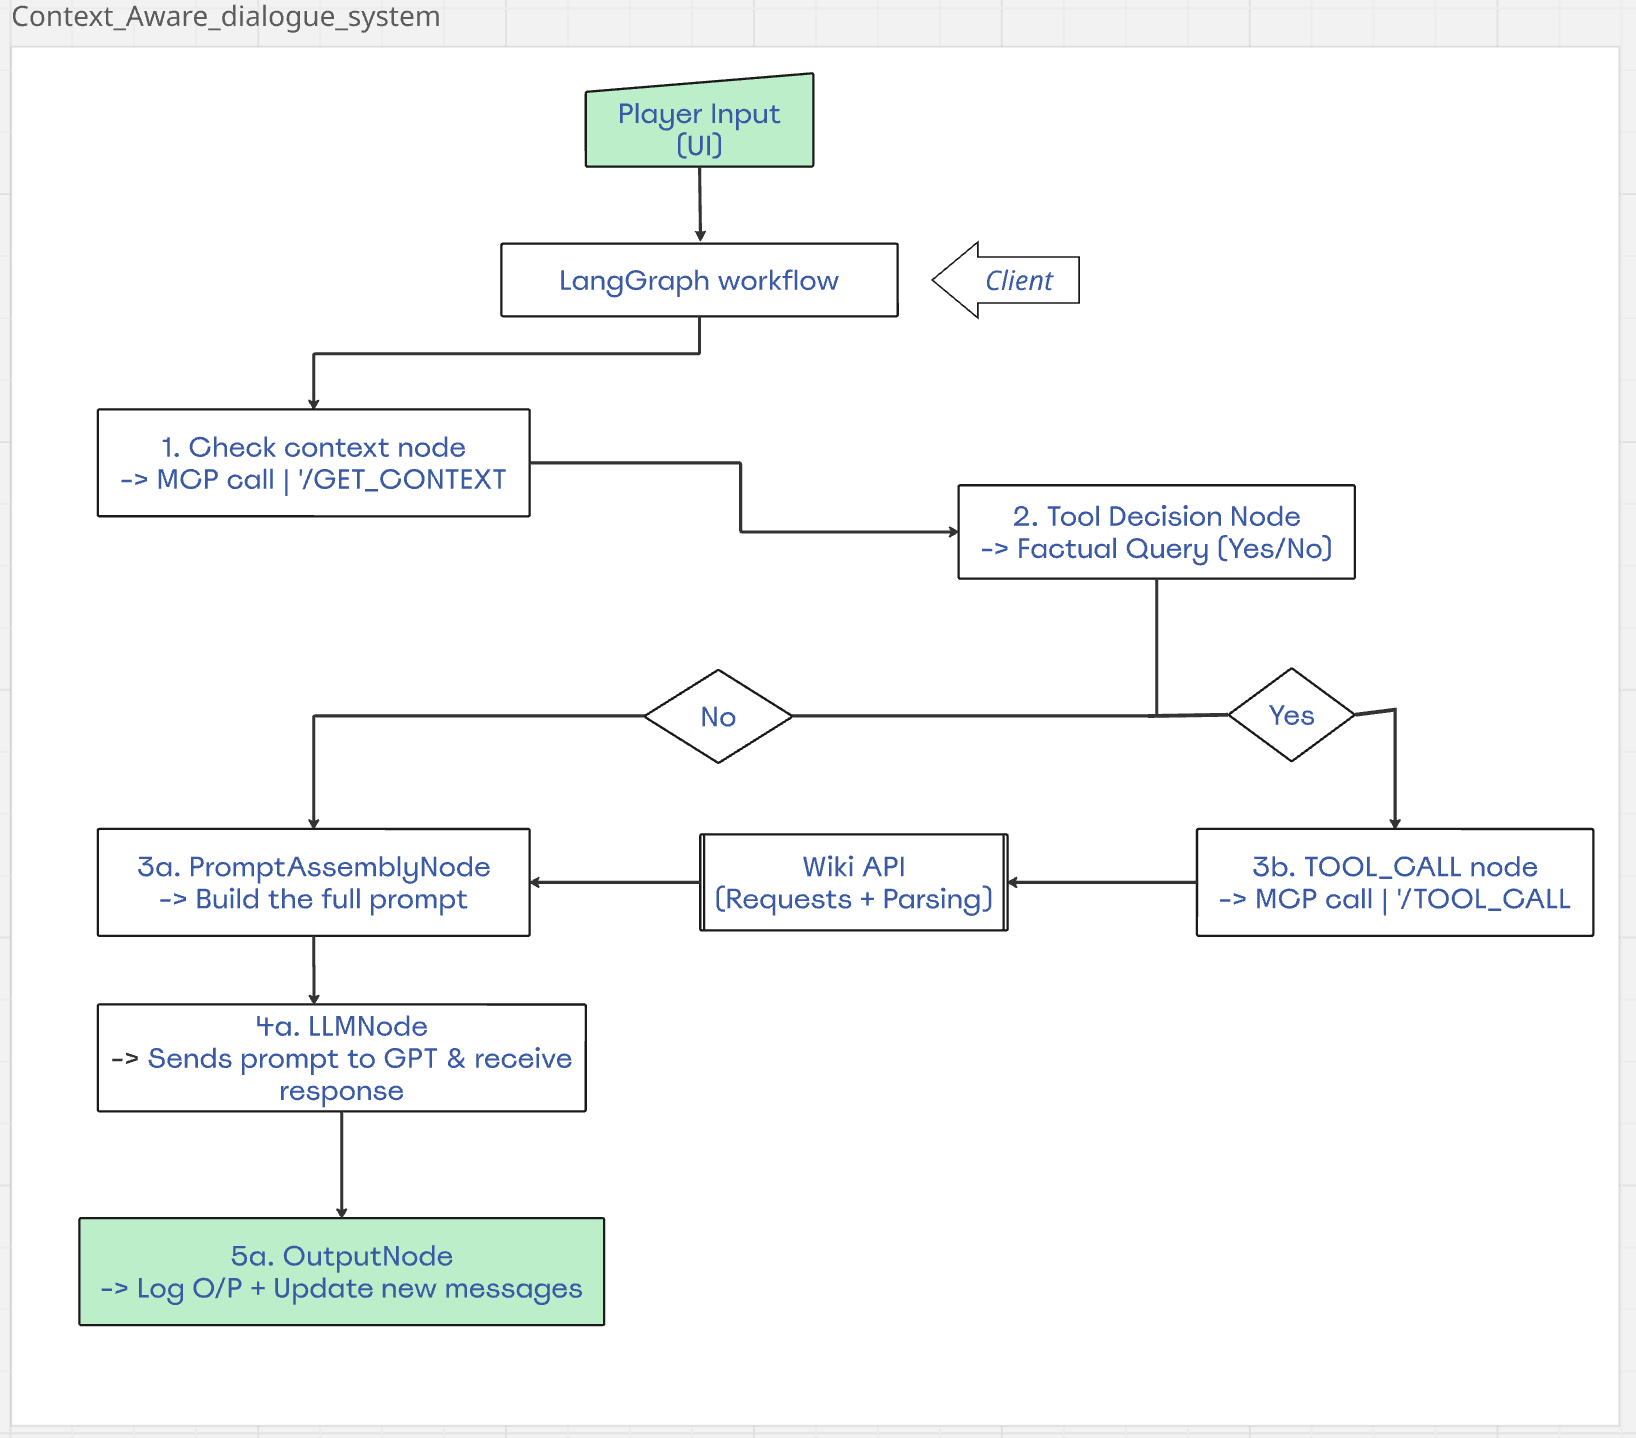 Context_Aware_dialogue_system
Player Input
(UI)
LangGraph workflow
Client
1. Check context node
-> MCP call | '/GET_CONTEXT
2. Tool Decision Node
-> Factual Query (Yes/No)
No
Yes
3a. PromptAssemblyNode
-> Build the full prompt
Wiki API
(Requests + Parsing)
3b. TOOL_CALL node
-> MCP call | '/TOOL_CALL
4a. LLMNode
-> Sends prompt to GPT & receive
response
5a. OutputNode
-> Log O/P + Update new messages